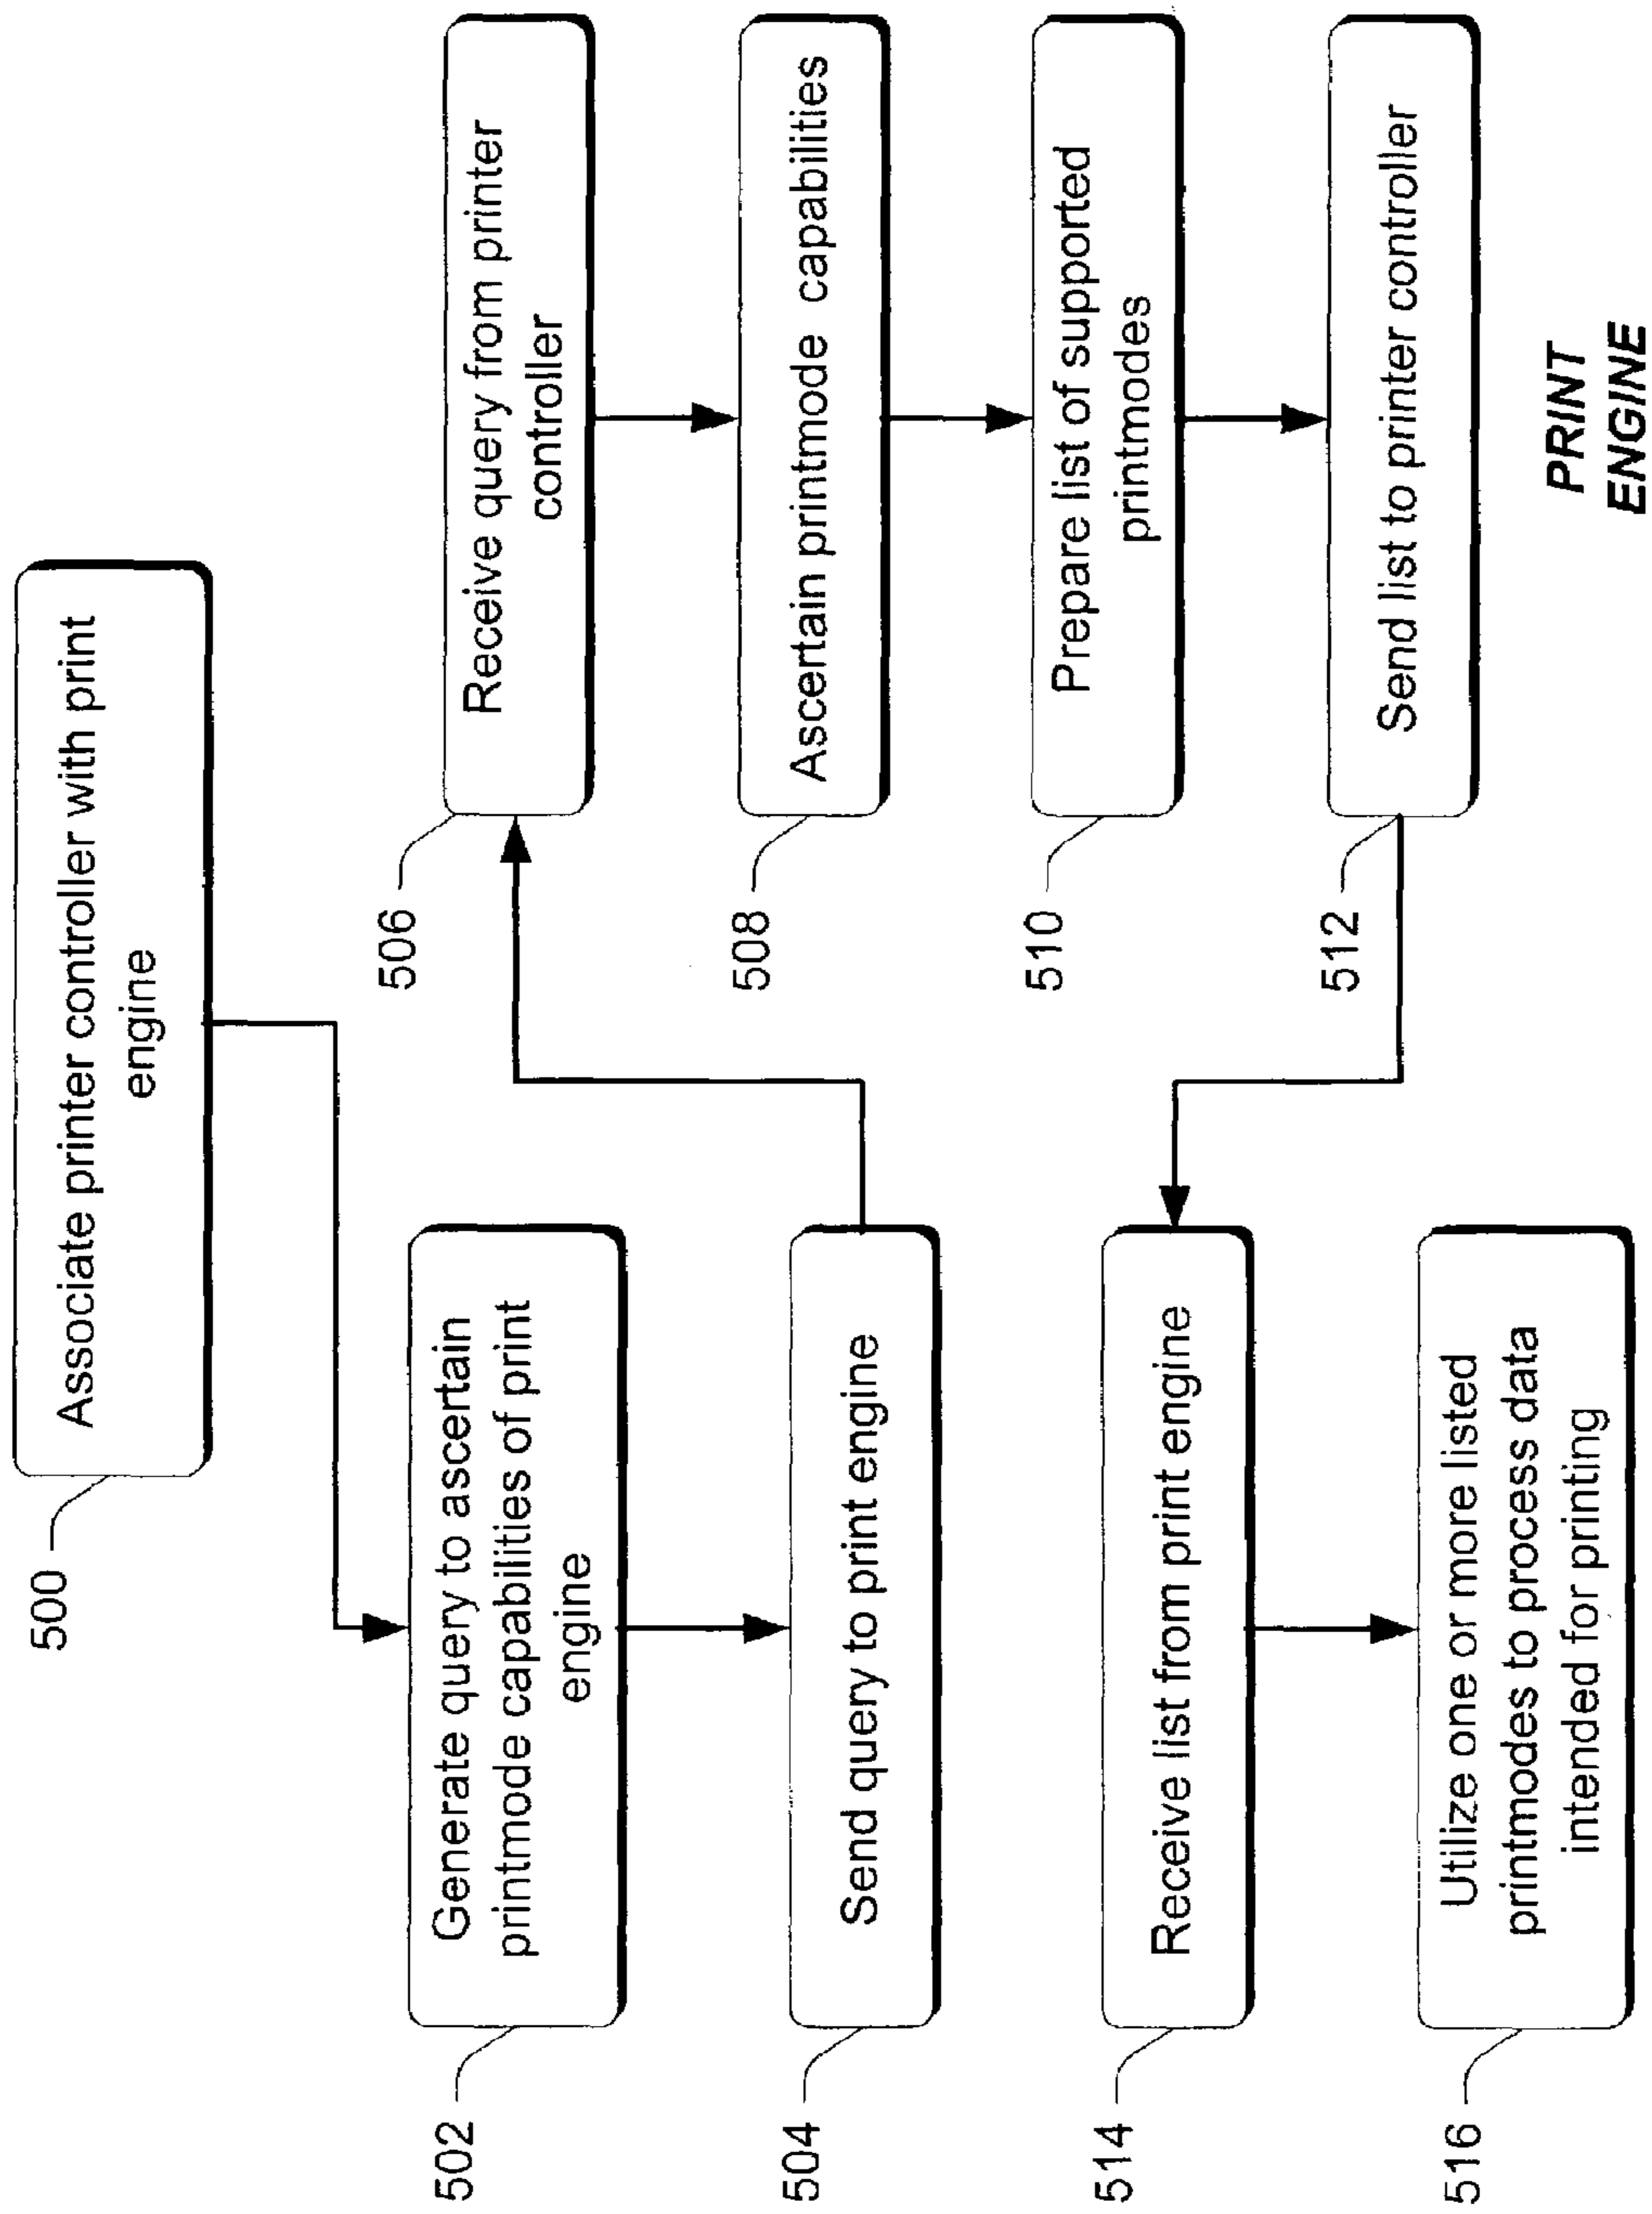 500
Associate printer controller with print
engine
502
Generate query to ascertain
printmode capabilities of print
engine
504
Send query to print engine
506
Receive query from printer
controller
508
Ascertain printmode capabilities
510
Prepare list of supported
printmodes
512
Send list to printer controller
514
Receive list from print engine
516
Utilize one or more listed
printmodes to process data
intended for printing
PRINT
ENGINE